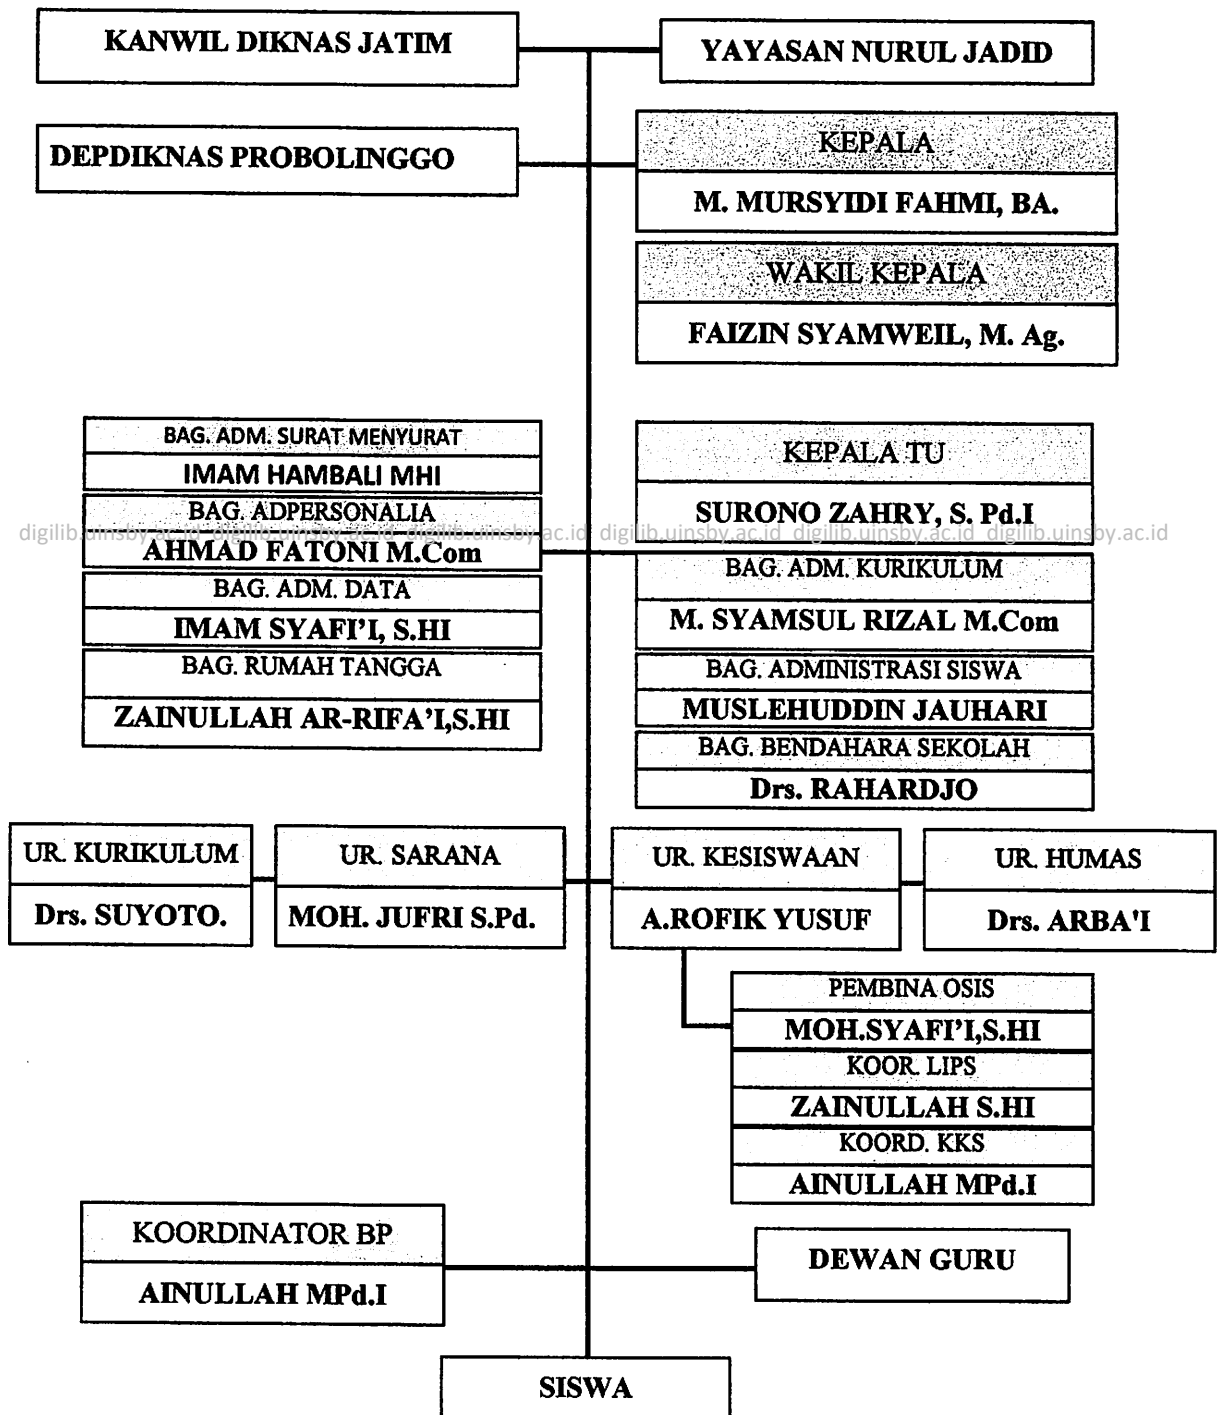 KANWIL DIKNAS JATIM
YAYASAN NURUL JADID
DEPDIKNAS PROBOLINGGO
KEPALA
M. MURSYIDI FAHMI, BA.
WAKIL KEPALA
FAIZIN SYAMWEIL, M. Ag.
BAG. ADM. SURAT MENYURAT
IMAM HAMBALI MHI
BAG. ADPERSONALIA
AHMAD FATONI M.Com
BAG. ADM. DATA
IMAM SYAFI'I, S.HI
BAG. RUMAH TANGGA
ZAINULLAH AR-RIFA'I,S.HI
KEPALA TU
SURONO ZAHRY, S. Pd.I
digilib.uinsby.ac.id digilib.uinsby.ac.id digilib.uinsby.ac.id digilib.uinsby.ac.id digilib.uinsby.ac.id digilib.uinsby.ac.id
BAG. ADM. KURIKULUM
M. SYAMSUL RIZAL M.Com
BAG. ADMINISTRASI SISWA
MUSLEHUDDIN JAUHARI
BAG. BENDAHARA SEKOLAH
Drs. RAHARDJO
UR. KURIKULUM
Drs. SUYOTO.
UR. SARANA
MOH. JUFRI S.Pd.
UR. KESISWAAN
A.ROFIK YUSUF
UR. HUMAS
Drs. ARBA'I
PEMBINA OSIS
MOH.SYAFI'I,S.HI
KOOR. LIPS
ZAINULLAH S.HI
KOORD. KKS
AINULLAH MPd.I
KOORDINATOR BP
AINULLAH MPd.I
DEWAN GURU
SISWA